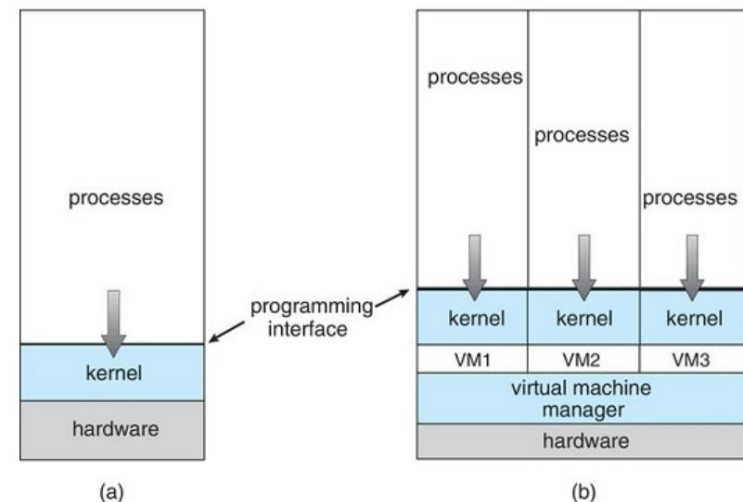 processes
kernel
hardware
(a)
programming
interface
processes
processes
processes
kernel kernel kernel
VM1 VM2 VM3
virtual machine
manager
hardware
(b)